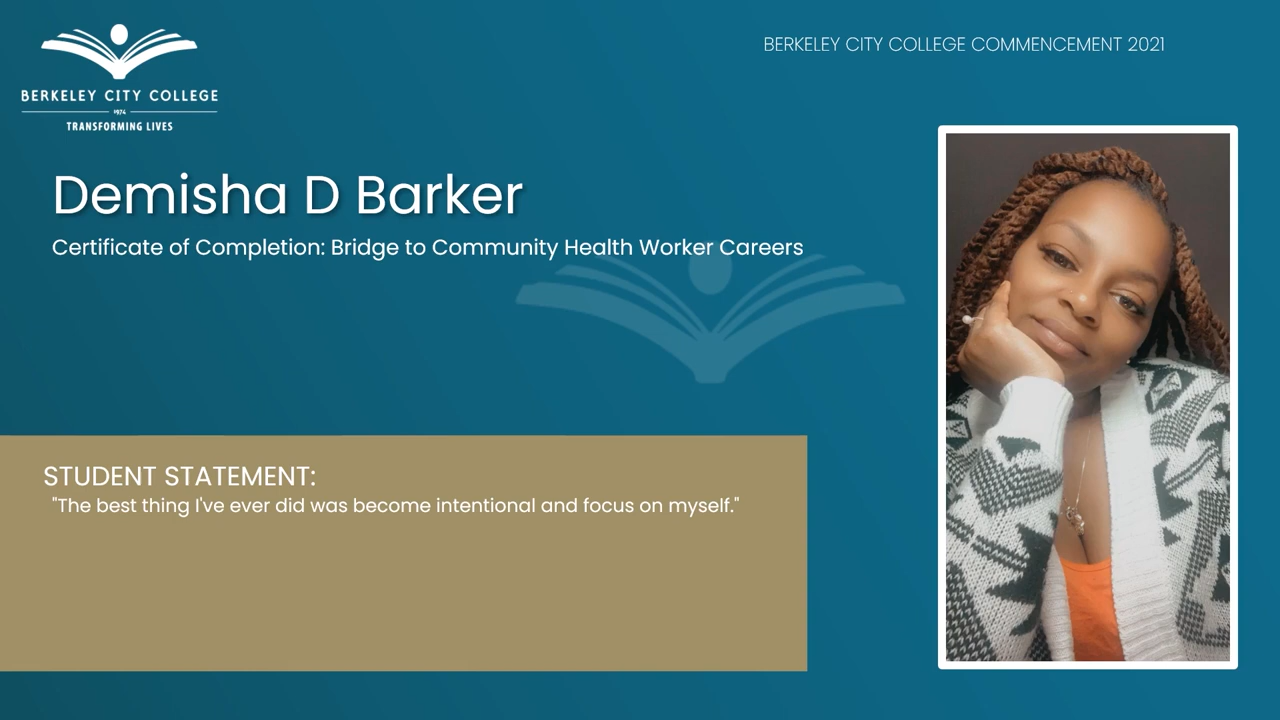 BERKELEY CITY COLLEGE
1974
TRANSFORMING LIVES
BERKELEY CITY COLLEGE COMMENCEMENT 2021
Demisha D Barker
Certificate of Completion: Bridge to Community Health Worker Careers
STUDENT STATEMENT:
"The best thing I've ever did was become intentional and focus on myself."